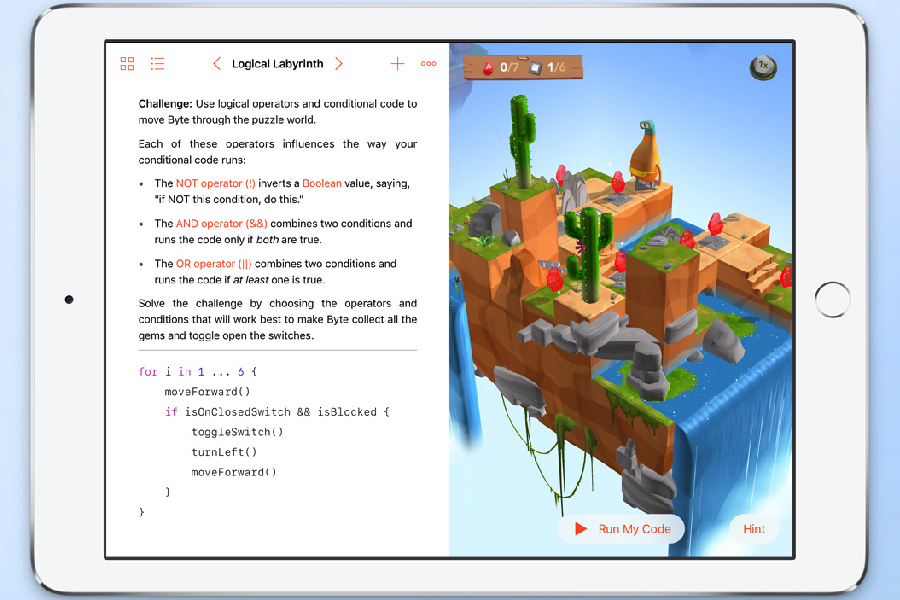 Logical Labyrinth
0/7 1/6
1x
Challenge: Use logical operators and conditional code to
move Byte through the puzzle world.
Each of these operators influences the way your
conditional code runs:
• The NOT operator (!) inverts a Boolean value, saying,
"if NOT this condition, do this."
• The AND operator (&&) combines two conditions and
runs the code only if both are true.
• The OR operator (||) combines two conditions and
runs the code if at least one is true.
Solve the challenge by choosing the operators and
conditions that will work best to make Byte collect all the
gems and toggle open the switches.
for i in 1 ... 6 {
moveForward()
if isOnClosedSwitch && isBlocked {
toggleSwitch()
turnLeft()
moveForward()
}
}
Run My Code
Hint